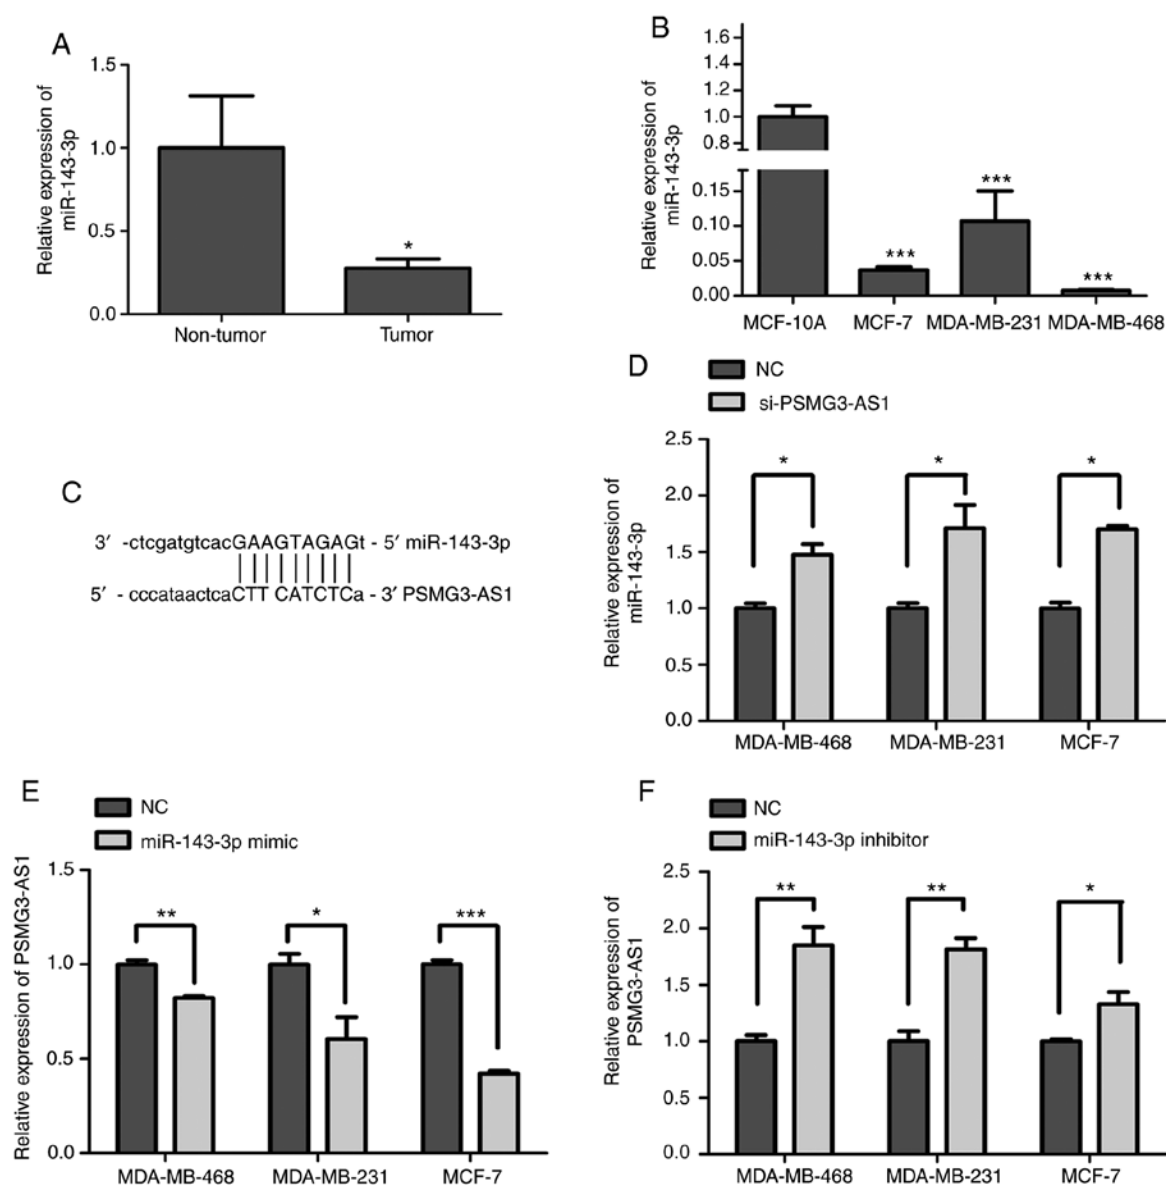 A
Relative expression of
miR-143-3p
1.5
1.0
0.5
0.0
*
Non-tumor Tumor
B
Relative expression of
miR-143-3p
1.6
1.4
1.2
1.0
0.8
0.15
0.10
0.05
0.00
*** *** ***
MCF-10A MCF-7 MDA-MB-231 MDA-MB-468
C
3′ -ctcgatgtcacGAAGTAGAGt - 5′ miR-143-3p
5′ - cccataactcaCTTCATCTCa - 3′ PSMG3-AS1
D
NC
si-PSMG3-AS1
Relative expression of
miR-143-3p
2.5
2.0
1.5
1.0
0.5
0.0
* * *
MDA-MB-468 MDA-MB-231 MCF-7
E
NC
miR-143-3p mimic
Relative expression of PSMG3-AS1
1.5
1.0
0.5
0.0
** * ***
MDA-MB-468 MDA-MB-231 MCF-7
F
NC
miR-143-3p inhibitor
Relative expression of
PSMG3-AS1
2.5
2.0
1.5
1.0
0.5
0.0
** ** *
MDA-MB-468 MDA-MB-231 MCF-7